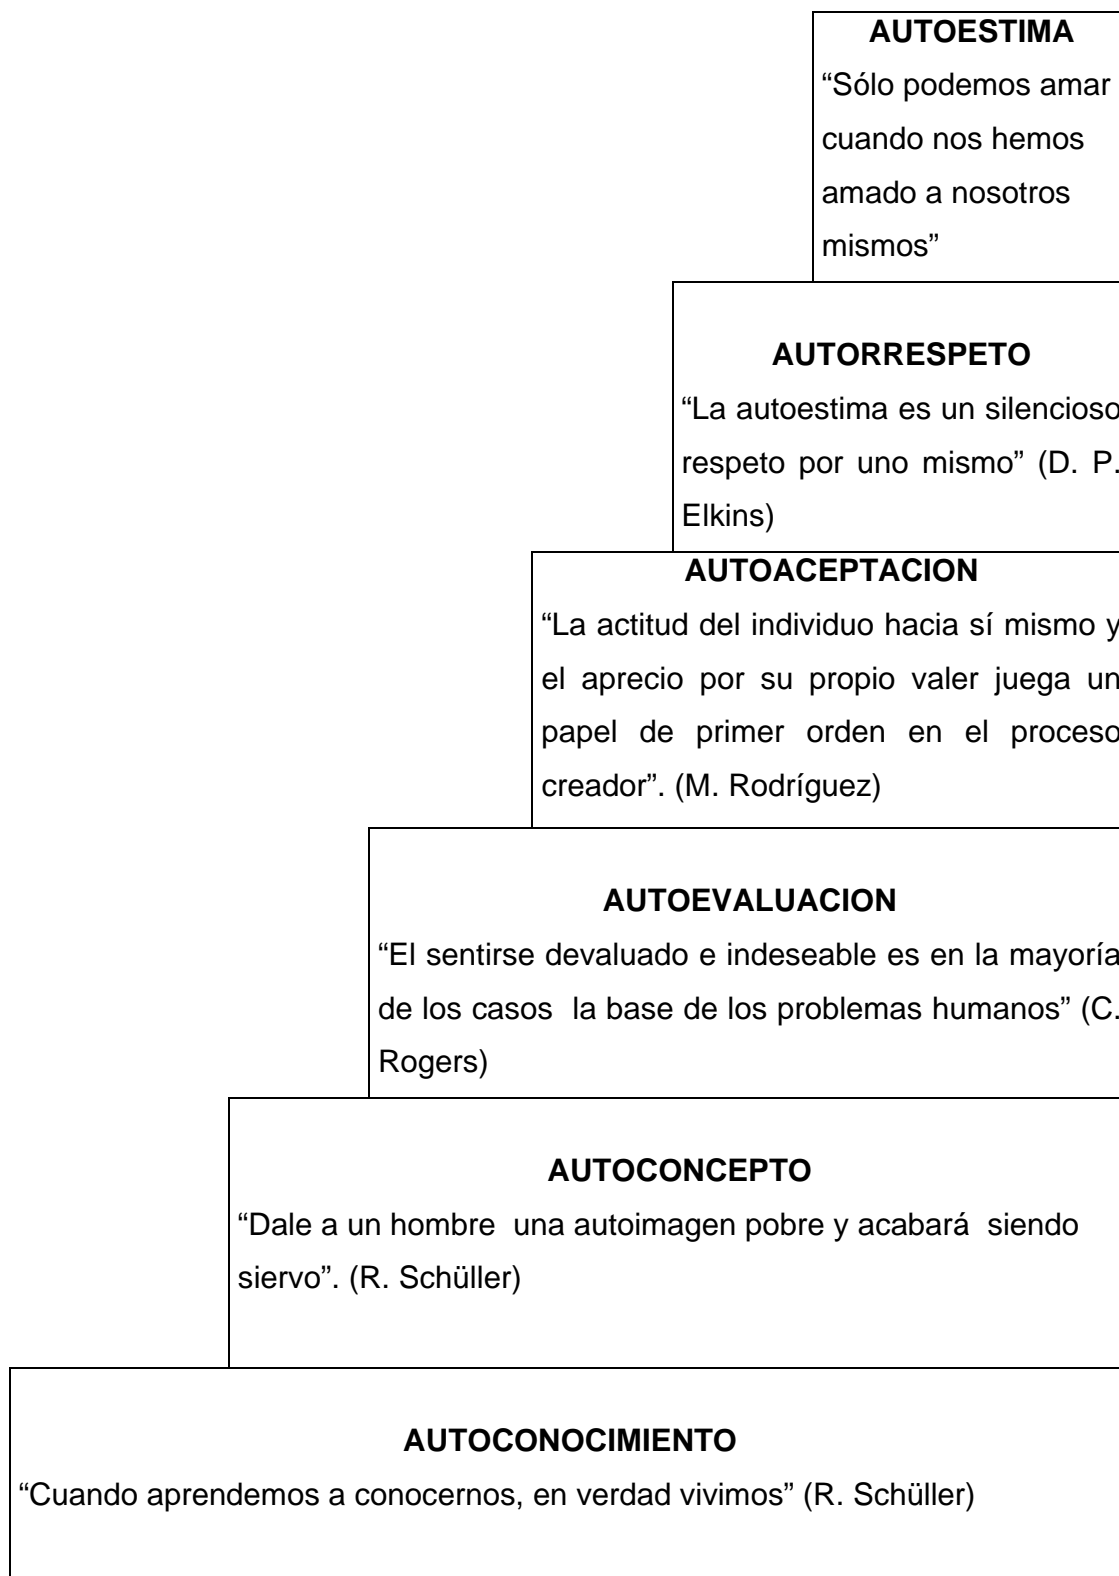 AUTOESTIMA
“Sólo podemos amar
cuando nos hemos
amado a nosotros
mismos”
AUTORRESPETO
“La autoestima es un silencioso
respeto por uno mismo” (D. P.
Elkins)
AUTOACEPTACION
“La actitud del individuo hacia sí mismo y
el aprecio por su propio valer juega un
papel de primer orden en el proceso
creador”. (M. Rodríguez)
AUTOEVALUACION
“El sentirse devaluado e indeseable es en la mayoría
de los casos  la base de los problemas humanos” (C.
Rogers)
AUTOCONCEPTO
“Dale a un hombre  una autoimagen pobre y acabará  siendo
siervo”. (R. Schüller)
AUTOCONOCIMIENTO
“Cuando aprendemos a conocernos, en verdad vivimos” (R. Schüller)